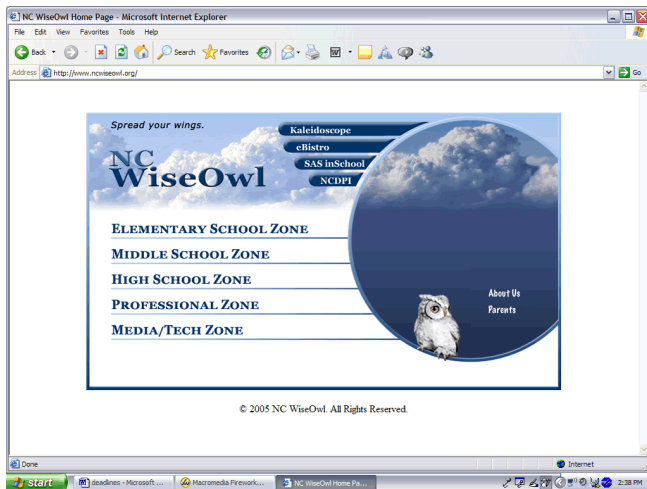 NC WiseOwl Home Page - Microsoft Internet Explorer
File Edit View Favorites Tools Help
Back Search Favorites
Address http://www.ncwiseowl.org/ Go
Spread your wings.
Kaleidoscope
eBistro
SAS inSchool
NCDPI
NC
WiseOwl
Elementary School Zone
Middle School Zone
High School Zone
Professional Zone
Media/Tech Zone
About Us
Parents
© 2005 NC WiseOwl. All Rights Reserved.
Done Internet
start deadlines - Microsoft ... Macromedia Firework... NC WiseOwl Home Pa... 2:38 PM